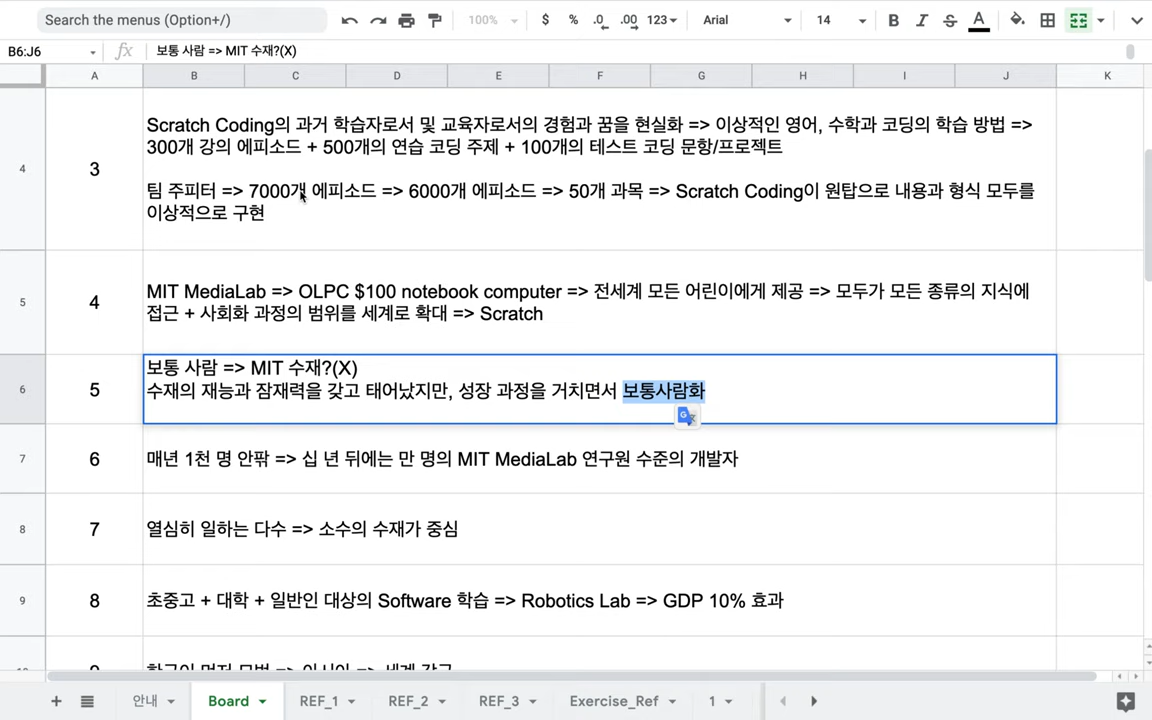 Search the menus (Option+/)
100%
$ % .0 .00 123
Arial
14
B I S A
B6:J6
fx 보통 사람 => MIT 수재?(X)
A B C D E F G H I J K
4
3
Scratch Coding의 과거 학습자로서 및 교육자로서의 경험과 꿈을 현실화 => 이상적인 영어, 수학과 코딩의 학습 방법 =>
300개 강의 에피소드 + 500개의 연습 코딩 주제 + 100개의 테스트 코딩 문항/프로젝트
팀 주피터 => 7000개 에피소드 => 6000개 에피소드 => 50개 과목 => Scratch Coding이 원탑으로 내용과 형식 모두를
이상적으로 구현
5
4
MIT MediaLab => OLPC $100 notebook computer => 전세계 모든 어린이에게 제공 => 모두가 모든 종류의 지식에
접근 + 사회화 과정의 범위를 세계로 확대 => Scratch
6
5
보통 사람 => MIT 수재?(X)
수재의 재능과 잠재력을 갖고 태어났지만, 성장 과정을 거치면서 보통사람화
7
6
매년 1천 명 안팎 => 십 년 뒤에는 만 명의 MIT MediaLab 연구원 수준의 개발자
8
7
열심히 일하는 다수 => 소수의 수재가 중심
9
8
초중고 + 대학 + 일반인 대상의 Software 학습 => Robotics Lab => GDP 10% 효과
안내 Board REF_1 REF_2 REF_3 Exercise_Ref 1